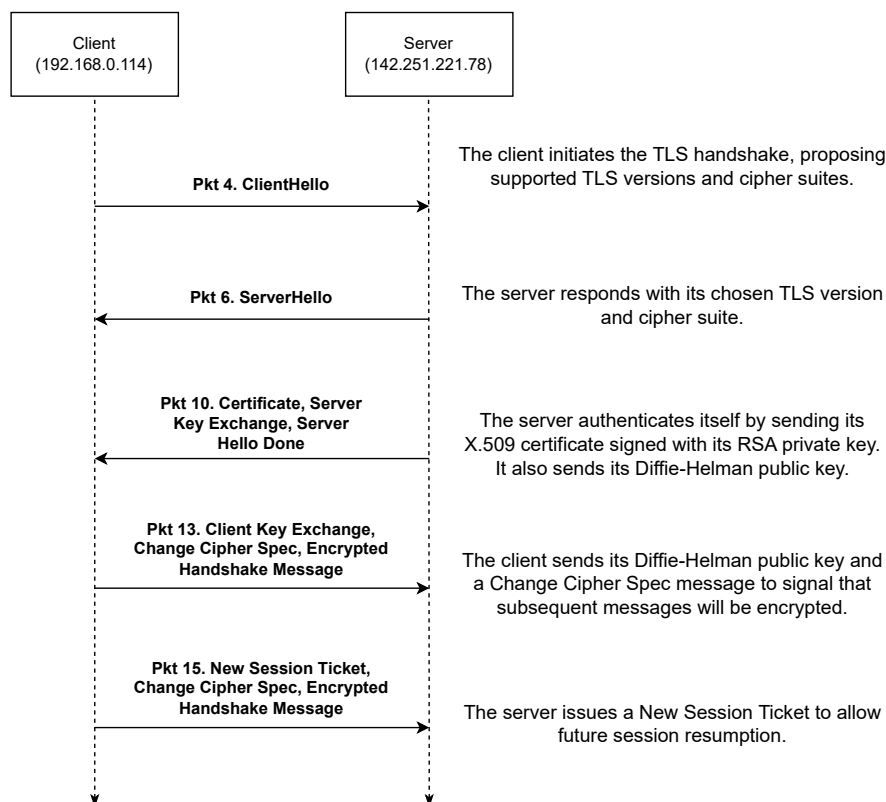 Client
(192.168.0.114)
Server
(142.251.221.78)
Pkt 4. ClientHello
The client initiates the TLS handshake, proposing
supported TLS versions and cipher suites.
Pkt 6. ServerHello
The server responds with its chosen TLS version
and cipher suite.
Pkt 10. Certificate, Server
Key Exchange, Server
Hello Done
The server authenticates itself by sending its
X.509 certificate signed with its RSA private key.
It also sends its Diffie-Helman public key.
Pkt 13. Client Key Exchange,
Change Cipher Spec, Encrypted
Handshake Message
The client sends its Diffie-Helman public key and
a Change Cipher Spec message to signal that
subsequent messages will be encrypted.
Pkt 15. New Session Ticket,
Change Cipher Spec, Encrypted
Handshake Message
The server issues a New Session Ticket to allow
future session resumption.